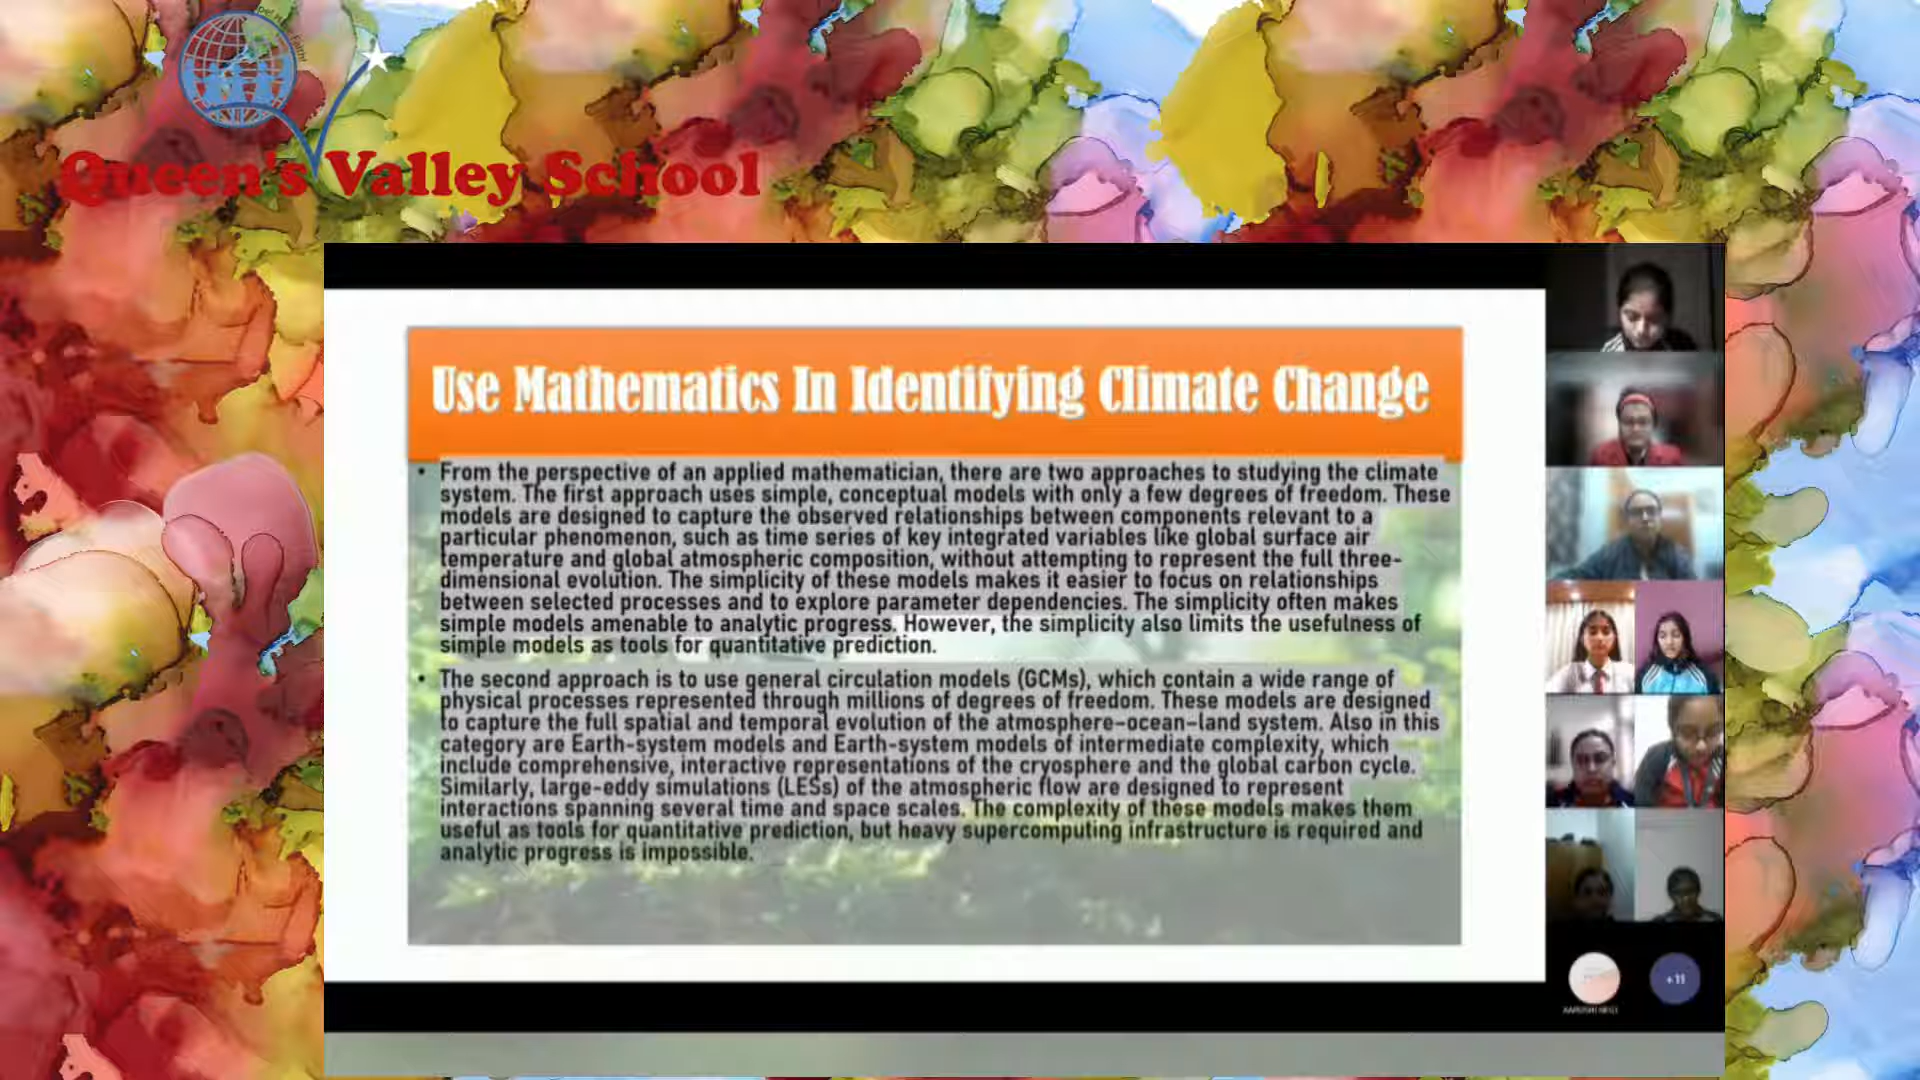 Queen's Valley School
Use Mathematics In Identifying Climate Change
• From the perspective of an applied mathematician, there are two approaches to studying the climate
system. The first approach uses simple, conceptual models with only a few degrees of freedom. These
models are designed to capture the observed relationships between components relevant to a
particular phenomenon, such as time series of key integrated variables like global surface air
temperature and global atmospheric composition, without attempting to represent the full three-
dimensional evolution. The simplicity of these models makes it easier to focus on relationships
between selected processes and to explore parameter dependencies. The simplicity often makes
simple models amenable to analytic progress. However, the simplicity also limits the usefulness of
simple models as tools for quantitative prediction.
• The second approach is to use general circulation models (GCMs), which contain a wide range of
physical processes represented through millions of degrees of freedom. These models are designed
to capture the full spatial and temporal evolution of the atmosphere–ocean–land system. Also in this
category are Earth-system models and Earth-system models of intermediate complexity, which
include comprehensive, interactive representations of the cryosphere and the global carbon cycle.
Similarly, large-eddy simulations (LESs) of the atmospheric flow are designed to represent
interactions spanning several time and space scales. The complexity of these models makes them
useful as tools for quantitative prediction, but heavy supercomputing infrastructure is required and
analytic progress is impossible.
+11